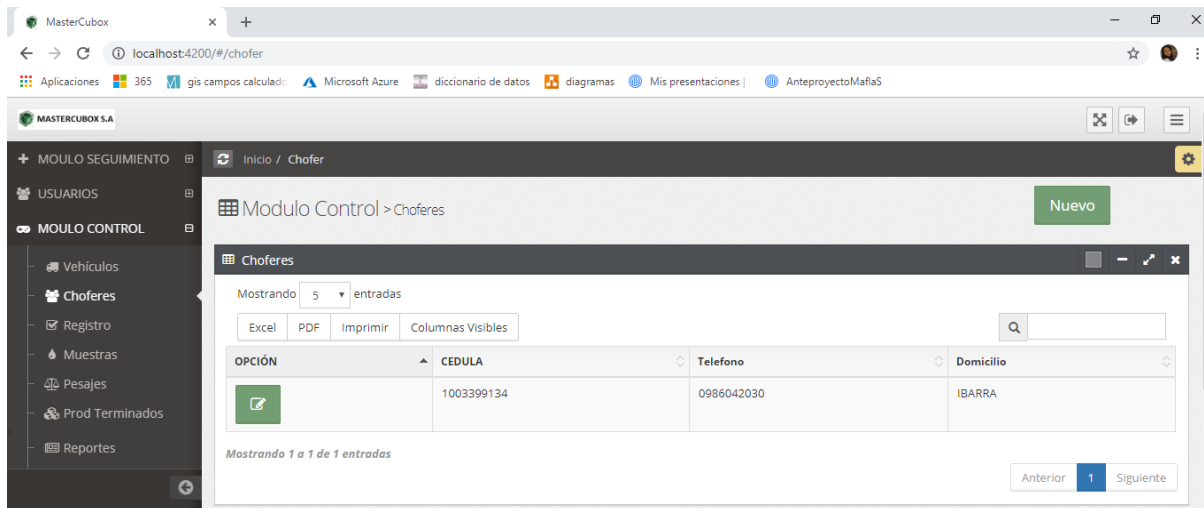 MasterCubox
localhost:4200/#/chofer
Aplicaciones 365 gis campos calculado Microsoft Azure diccionario de datos diagramas Mis presentaciones | AnteproyectoMaflaS
MASTERCUBOX S.A
MOULO SEGUIMIENTO
Inicio / Chofer
USUARIOS
Modulo Control > Choferes
Nuevo
MOULO CONTROL
Vehículos
Choferes
Registro
Muestras
Pesajes
Prod Terminados
Reportes
Choferes
Mostrando 5 entradas
Excel PDF Imprimir Columnas Visibles
OPCIÓN CEDULA Telefono Domicilio
1003399134 0986042030 IBARRA
Mostrando 1 a 1 de 1 entradas
Anterior 1 Siguiente